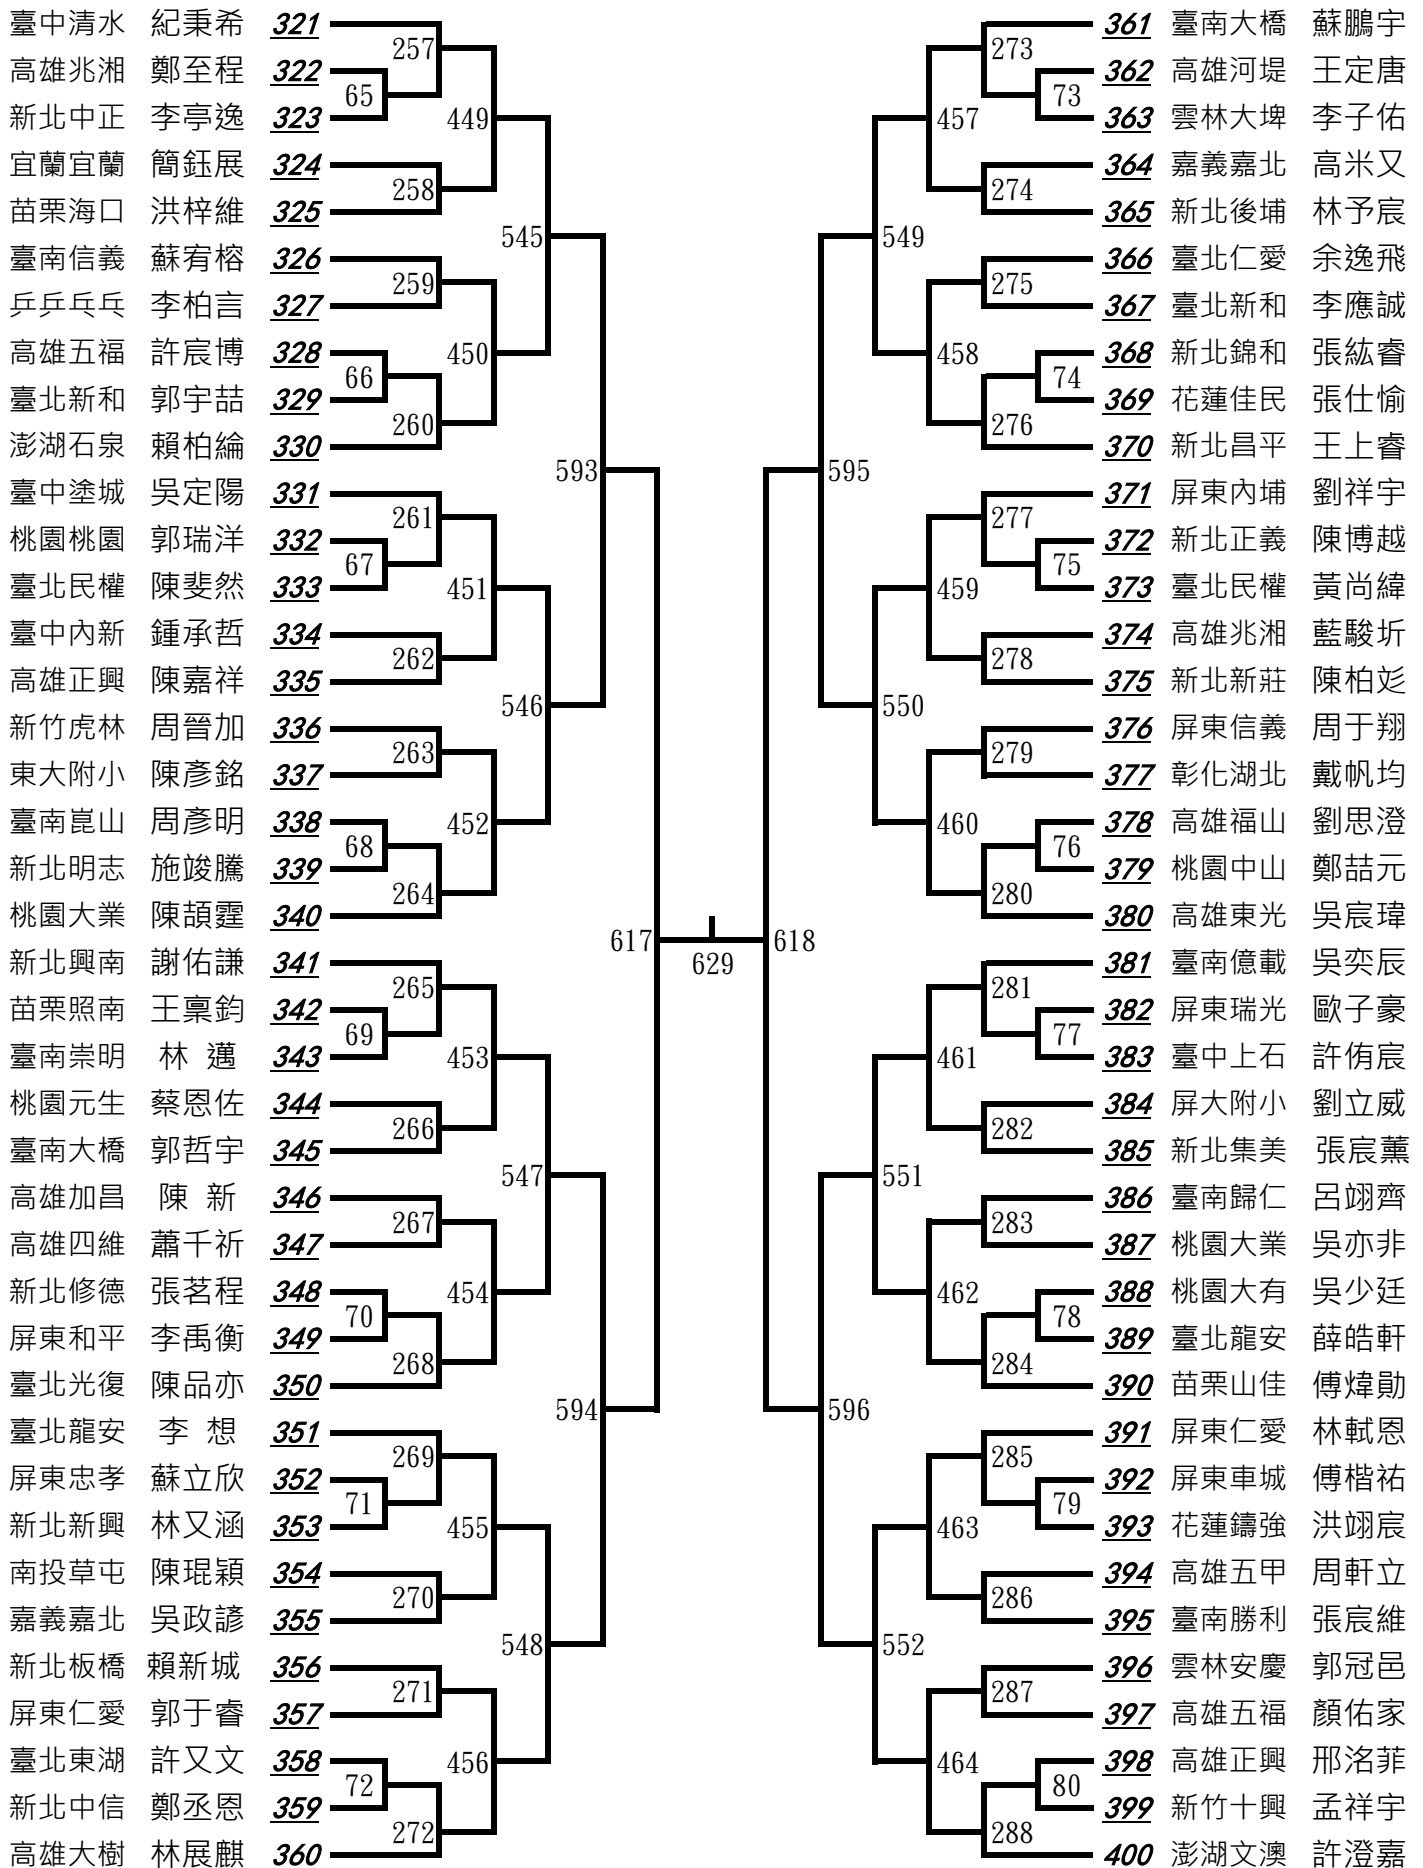 臺中清水 紀秉希 321
257
高雄兆湘 鄭至程 322
65
新北中正 李亭逸 323
449
宜蘭宜蘭 簡鈺展 324
258
苗栗海口 洪梓維 325
545
臺南信義 蘇宥榕 326
259
乒乒乓乓 李柏言 327
450
高雄五福 許宸博 328
66
臺北新和 郭宇喆 329
260
澎湖石泉 賴柏綸 330
593
臺中塗城 吳定陽 331
261
桃園桃園 郭瑞洋 332
67
臺北民權 陳斐然 333
451
臺中內新 鍾承哲 334
262
高雄正興 陳嘉祥 335
546
新竹虎林 周晉加 336
263
東大附小 陳彥銘 337
452
臺南崑山 周彥明 338
68
新北明志 施竣騰 339
264
桃園大業 陳頡霆 340
617
629
新北興南 謝佑謙 341
265
苗栗照南 王稟鈞 342
69
臺南崇明 林 邁 343
453
桃園元生 蔡恩佐 344
266
臺南大橋 郭哲宇 345
547
高雄加昌 陳 新 346
267
高雄四維 蕭千祈 347
454
新北修德 張茗程 348
70
屏東和平 李禹衡 349
268
臺北光復 陳品亦 350
594
臺北龍安 李 想 351
269
屏東忠孝 蘇立欣 352
71
新北新興 林又涵 353
455
南投草屯 陳琨穎 354
270
嘉義嘉北 吳政諺 355
548
新北板橋 賴新城 356
271
屏東仁愛 郭于睿 357
456
臺北東湖 許又文 358
72
新北中信 鄭丞恩 359
272
高雄大樹 林展麒 360
361 臺南大橋 蘇鵬宇
273
362 高雄河堤 王定唐
73
363 雲林大埤 李子佑
457
364 嘉義嘉北 高米又
274
365 新北後埔 林予宸
549
366 臺北仁愛 余逸飛
275
367 臺北新和 李應誠
458
368 新北錦和 張紘睿
74
369 花蓮佳民 張仕愉
276
370 新北昌平 王上睿
595
371 屏東內埔 劉祥宇
277
372 新北正義 陳博越
75
373 臺北民權 黃尚緯
459
374 高雄兆湘 藍駿圻
278
375 新北新莊 陳柏彣
550
376 屏東信義 周于翔
279
377 彰化湖北 戴帆均
460
378 高雄福山 劉思澄
76
379 桃園中山 鄭喆元
280
380 高雄東光 吳宸瑋
618
381 臺南億載 吳奕辰
281
382 屏東瑞光 歐子豪
77
383 臺中上石 許侑宸
461
384 屏大附小 劉立威
282
385 新北集美 張宸薰
551
386 臺南歸仁 呂翊齊
283
387 桃園大業 吳亦非
462
388 桃園大有 吳少廷
78
389 臺北龍安 薛皓軒
284
390 苗栗山佳 傅煒勛
596
391 屏東仁愛 林軾恩
285
392 屏東車城 傅楷祐
79
393 花蓮鑄強 洪翊宸
463
394 高雄五甲 周軒立
286
395 臺南勝利 張宸維
552
396 雲林安慶 郭冠邑
287
397 高雄五福 顏佑家
464
398 高雄正興 邢洺菲
80
399 新竹十興 孟祥宇
288
400 澎湖文澳 許澄嘉